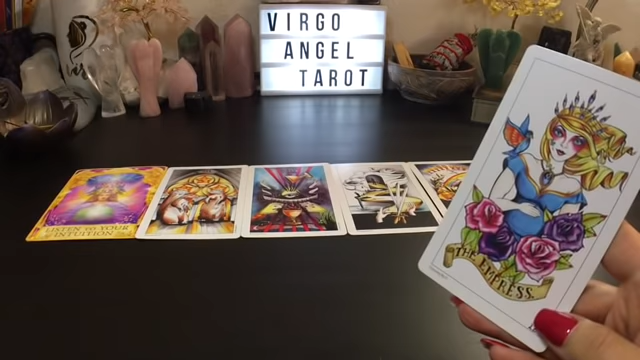 VIRGO
ANGEL
TAROT
LISTEN TO YOUR
INTUITION
THE EMPRESS